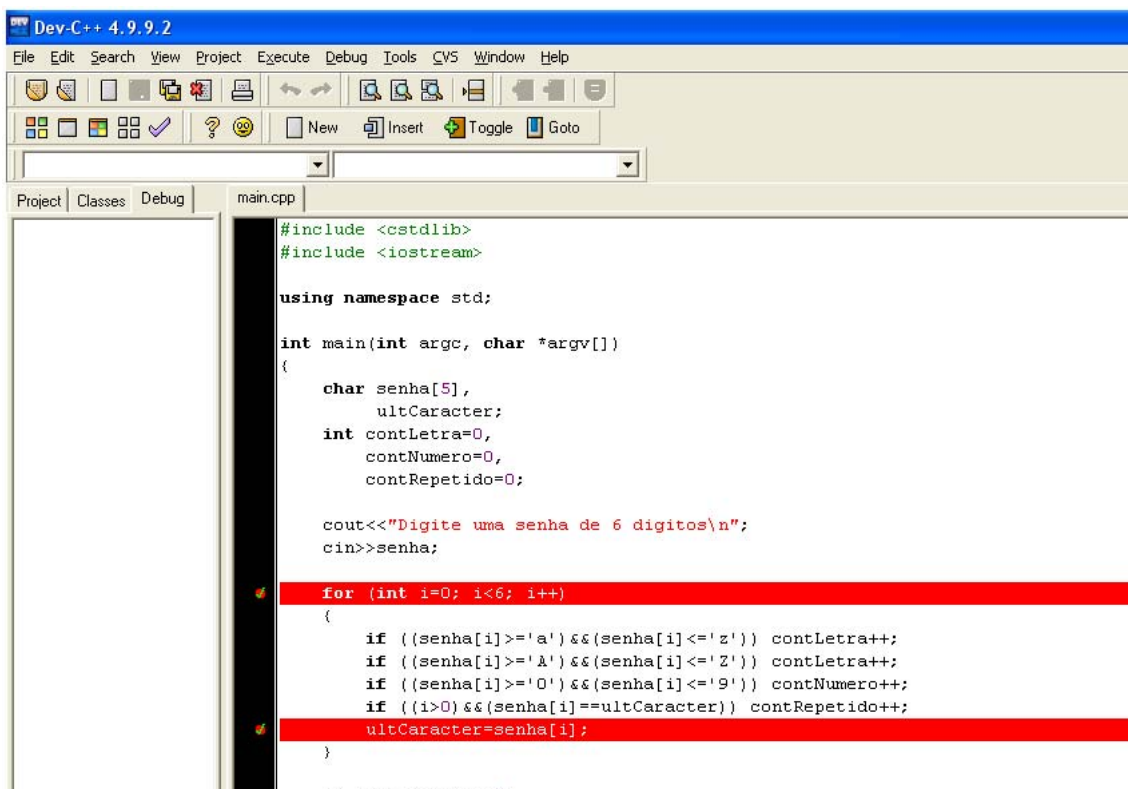 Dev-C++ 4.9.9.2
File Edit Search View Project Execute Debug Tools CVS Window Help
New Insert Toggle Goto
Project Classes Debug main.cpp
#include <cstdlib>
#include <iostream>
using namespace std;
int main(int argc, char *argv[])
{
char senha[5],
ultCaracter;
int contLetra=0,
contNumero=0,
contRepetido=0;
cout<<"Digite uma senha de 6 digitos\n";
cin>>senha;
for (int i=0; i<6; i++)
{
if ((senha[i]>='a')&&(senha[i]<='z')) contLetra++;
if ((senha[i]>='A')&&(senha[i]<='Z')) contLetra++;
if ((senha[i]>='0')&&(senha[i]<='9')) contNumero++;
if ((i>0)&&(senha[i]==ultCaracter)) contRepetido++;
ultCaracter=senha[i];
}